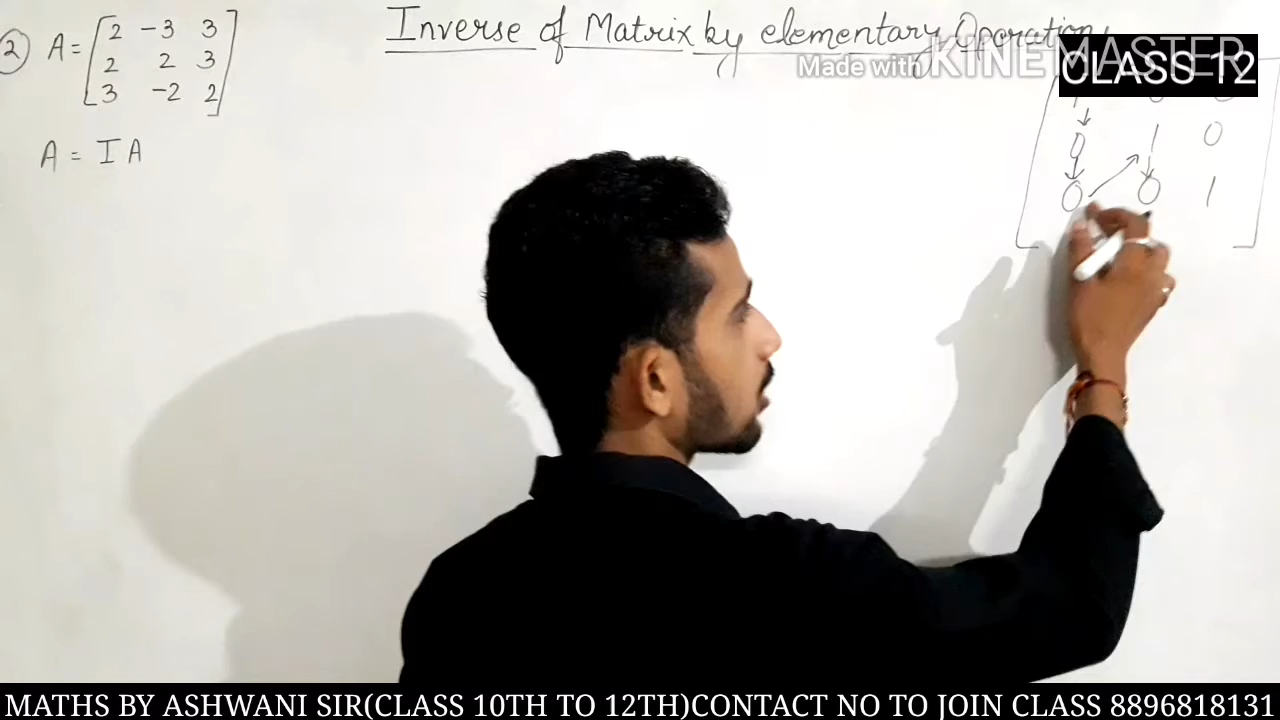 Inverse of Matrix by elementary Operation.
Made with KINEMASTER
CLASS 12
2 A = [ 2 -3 3
2 2 3
3 -2 2 ]
A = I A
0 1 0
0 0 1
MATHS BY ASHWANI SIR(CLASS 10TH TO 12TH)CONTACT NO TO JOIN CLASS 8896818131